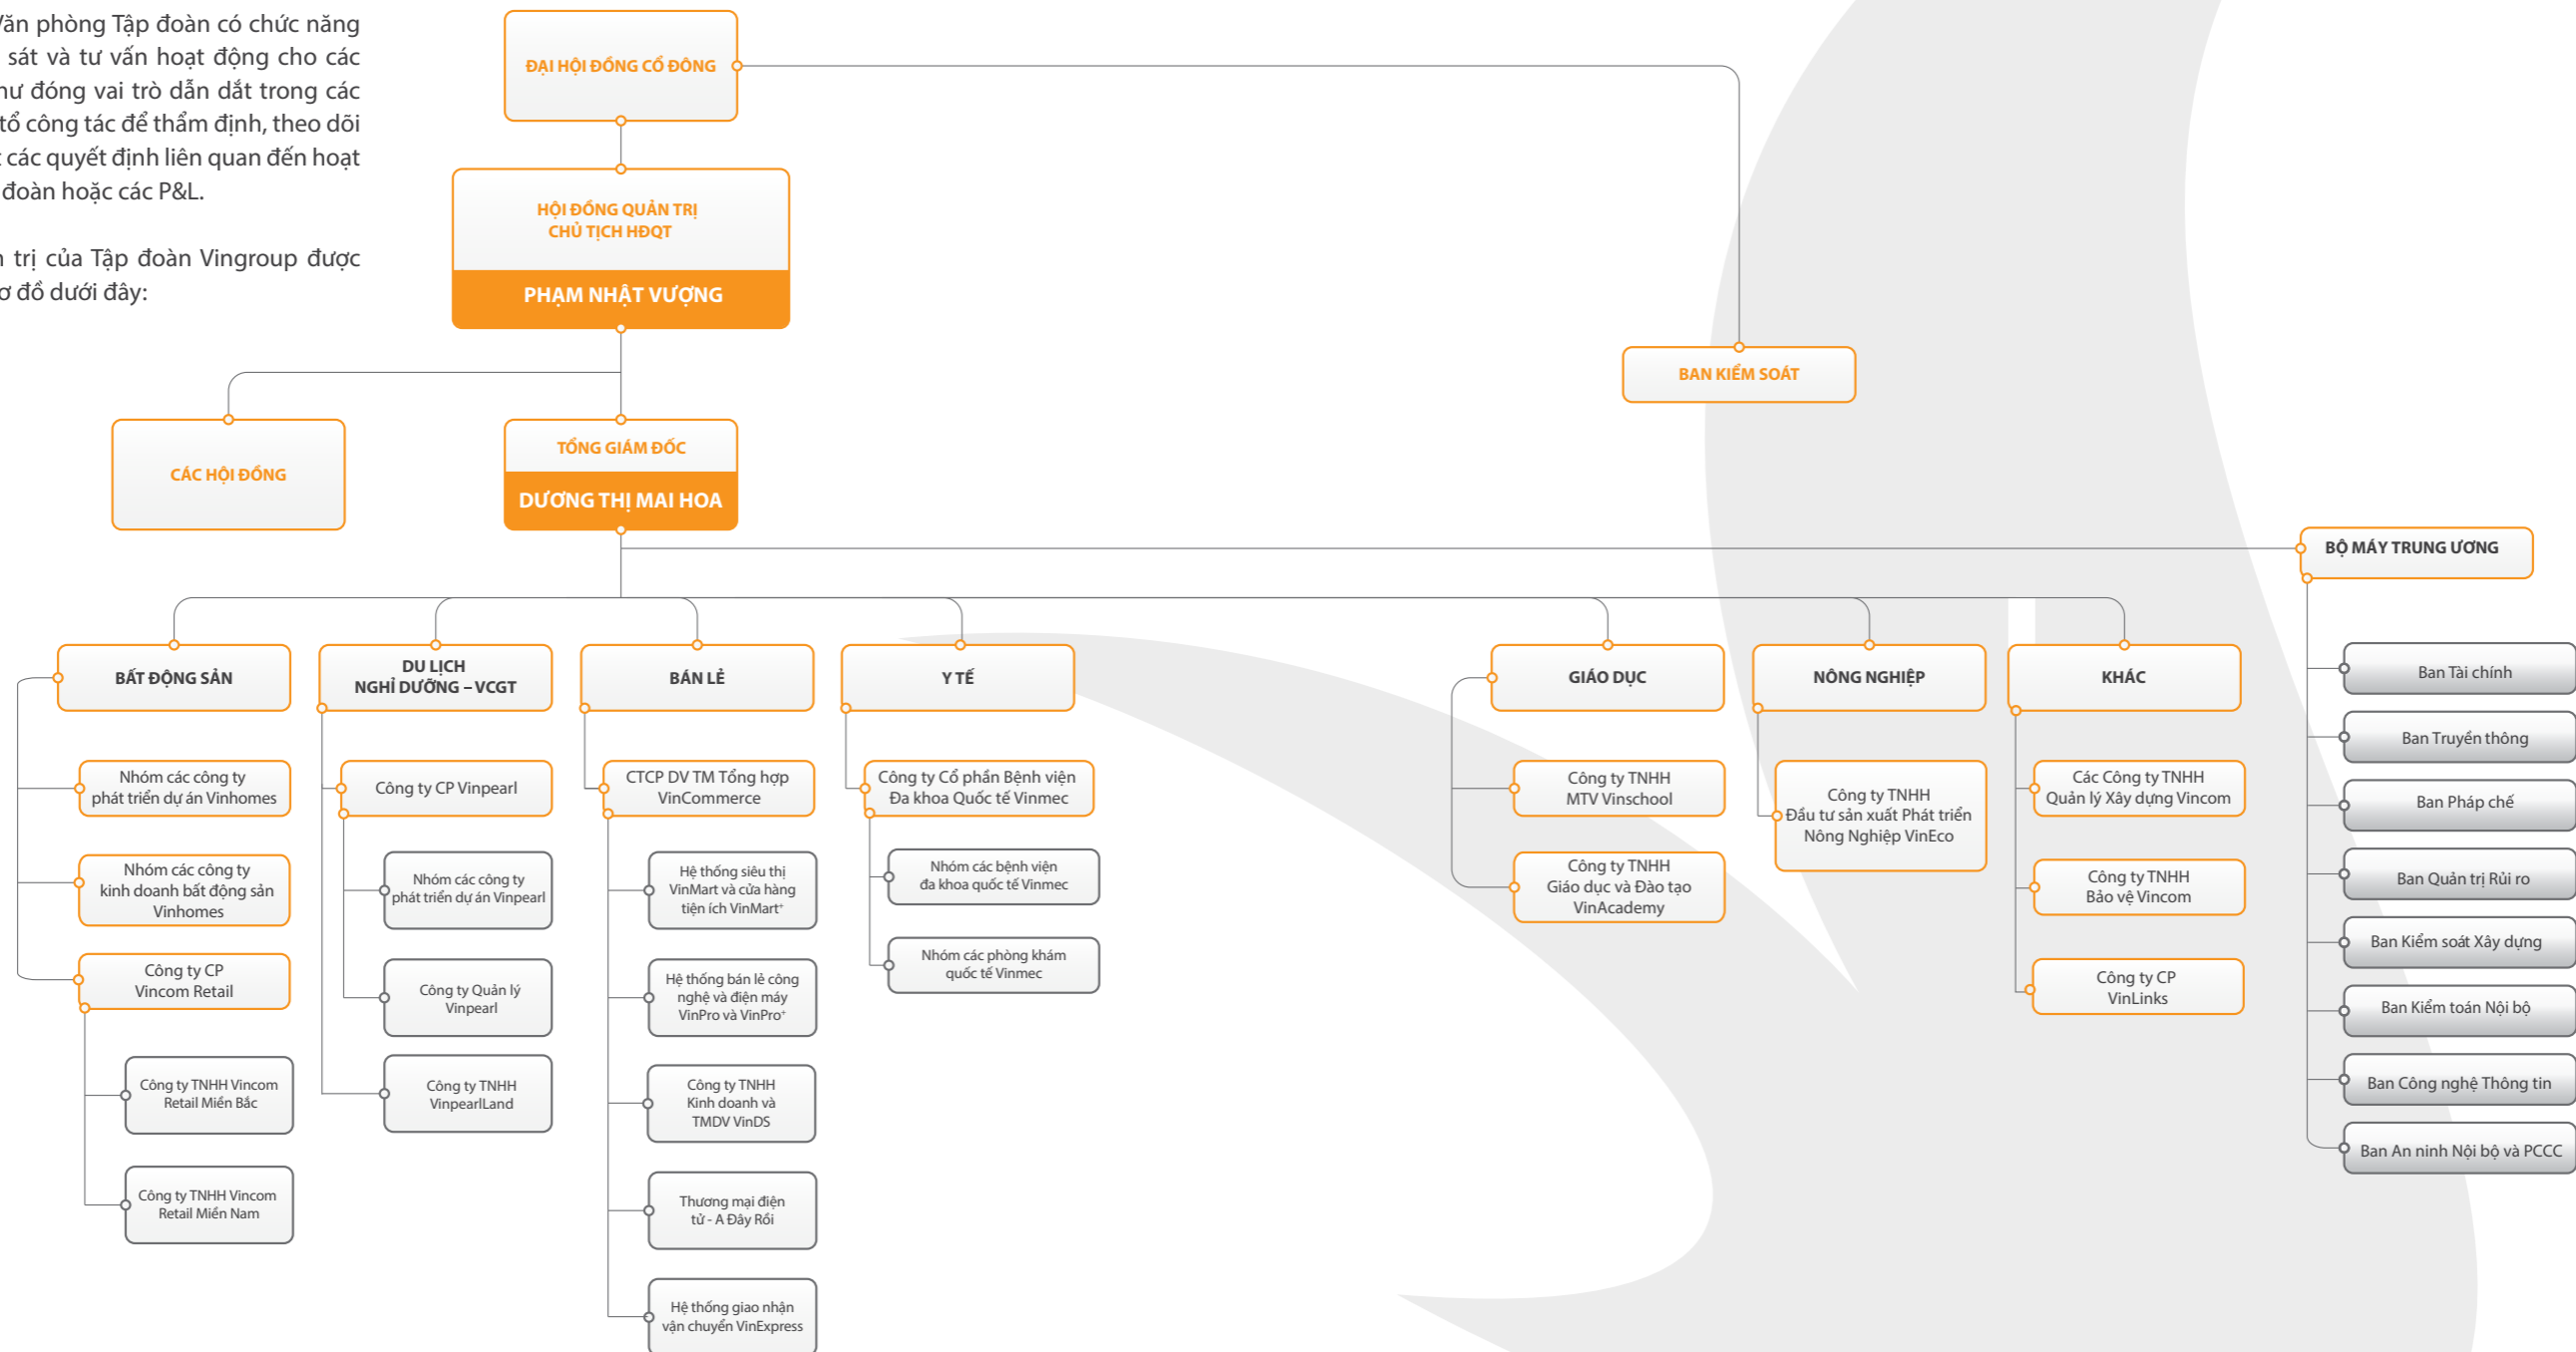 Văn phòng Tập đoàn có chức năng
sát và tư vấn hoạt động cho các
đóng vai trò dẫn dắt trong các
tổ công tác để thẩm định, theo dõi
các quyết định liên quan đến hoạt
đoàn hoặc các P&L.
trị của Tập đoàn Vingroup được
đồ dưới đây:
ĐẠI HỘI ĐỒNG CỔ ĐÔNG
HỘI ĐỒNG QUẢN TRỊ
CHỦ TỊCH HĐQT
PHẠM NHẬT VƯỢNG
BAN KIỂM SOÁT
CÁC HỘI ĐỒNG
TỔNG GIÁM ĐỐC
DƯƠNG THỊ MAI HOA
BỘ MÁY TRUNG ƯƠNG
BẤT ĐỘNG SẢN
Nhóm các công ty
phát triển dự án Vinhomes
Nhóm các công ty
kinh doanh bất động sản
Vinhomes
Công ty CP
Vincom Retail
Công ty TNHH Vincom
Retail Miền Bắc
Công ty TNHH Vincom
Retail Miền Nam
DU LỊCH
NGHỈ DƯỠNG – VCGT
Công ty CP Vinpearl
Nhóm các công ty
phát triển dự án Vinpearl
Công ty Quản lý
Vinpearl
Công ty TNHH
VinpearlLand
BÁN LẺ
CTCP DV TM Tổng hợp
VinCommerce
Hệ thống siêu thị
VinMart và cửa hàng
tiện ích VinMart⁺
Hệ thống bán lẻ công
nghệ và điện máy
VinPro và VinPro⁺
Công ty TNHH
Kinh doanh và
TMDV VinDS
Thương mại điện
tử - A Đây Rồi
Hệ thống giao nhận
vận chuyển VinExpress
Y TẾ
Công ty Cổ phần Bệnh viện
Đa khoa Quốc tế Vinmec
Nhóm các bệnh viện
đa khoa quốc tế Vinmec
Nhóm các phòng khám
quốc tế Vinmec
GIÁO DỤC
Công ty TNHH
MTV Vinschool
Công ty TNHH
Giáo dục và Đào tạo
VinAcademy
NÔNG NGHIỆP
Công ty TNHH
Đầu tư sản xuất Phát triển
Nông Nghiệp VinEco
KHÁC
Các Công ty TNHH
Quản lý Xây dựng Vincom
Công ty TNHH
Bảo vệ Vincom
Công ty CP
VinLinks
Ban Tài chính
Ban Truyền thông
Ban Pháp chế
Ban Quản trị Rủi ro
Ban Kiểm soát Xây dựng
Ban Kiểm toán Nội bộ
Ban Công nghệ Thông tin
Ban An ninh Nội bộ và PCCC